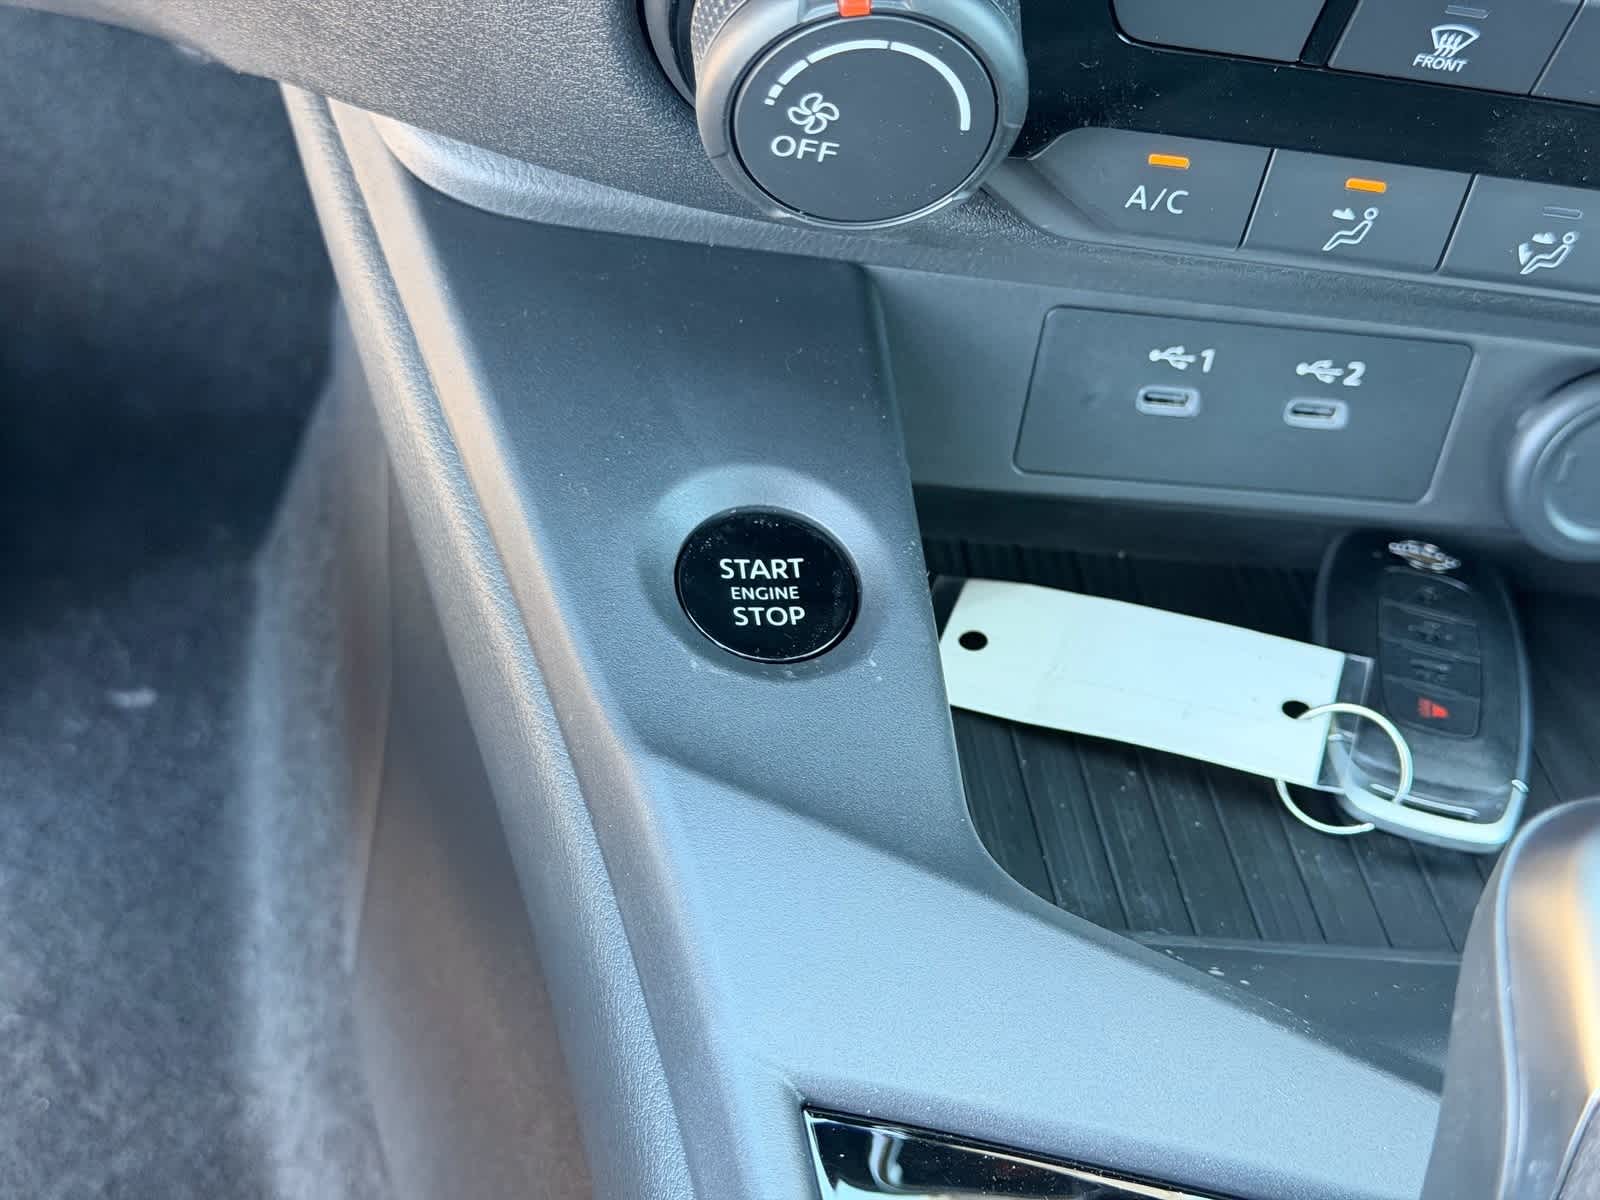 OFF
FRONT
A/C
1
2
START
ENGINE
STOP